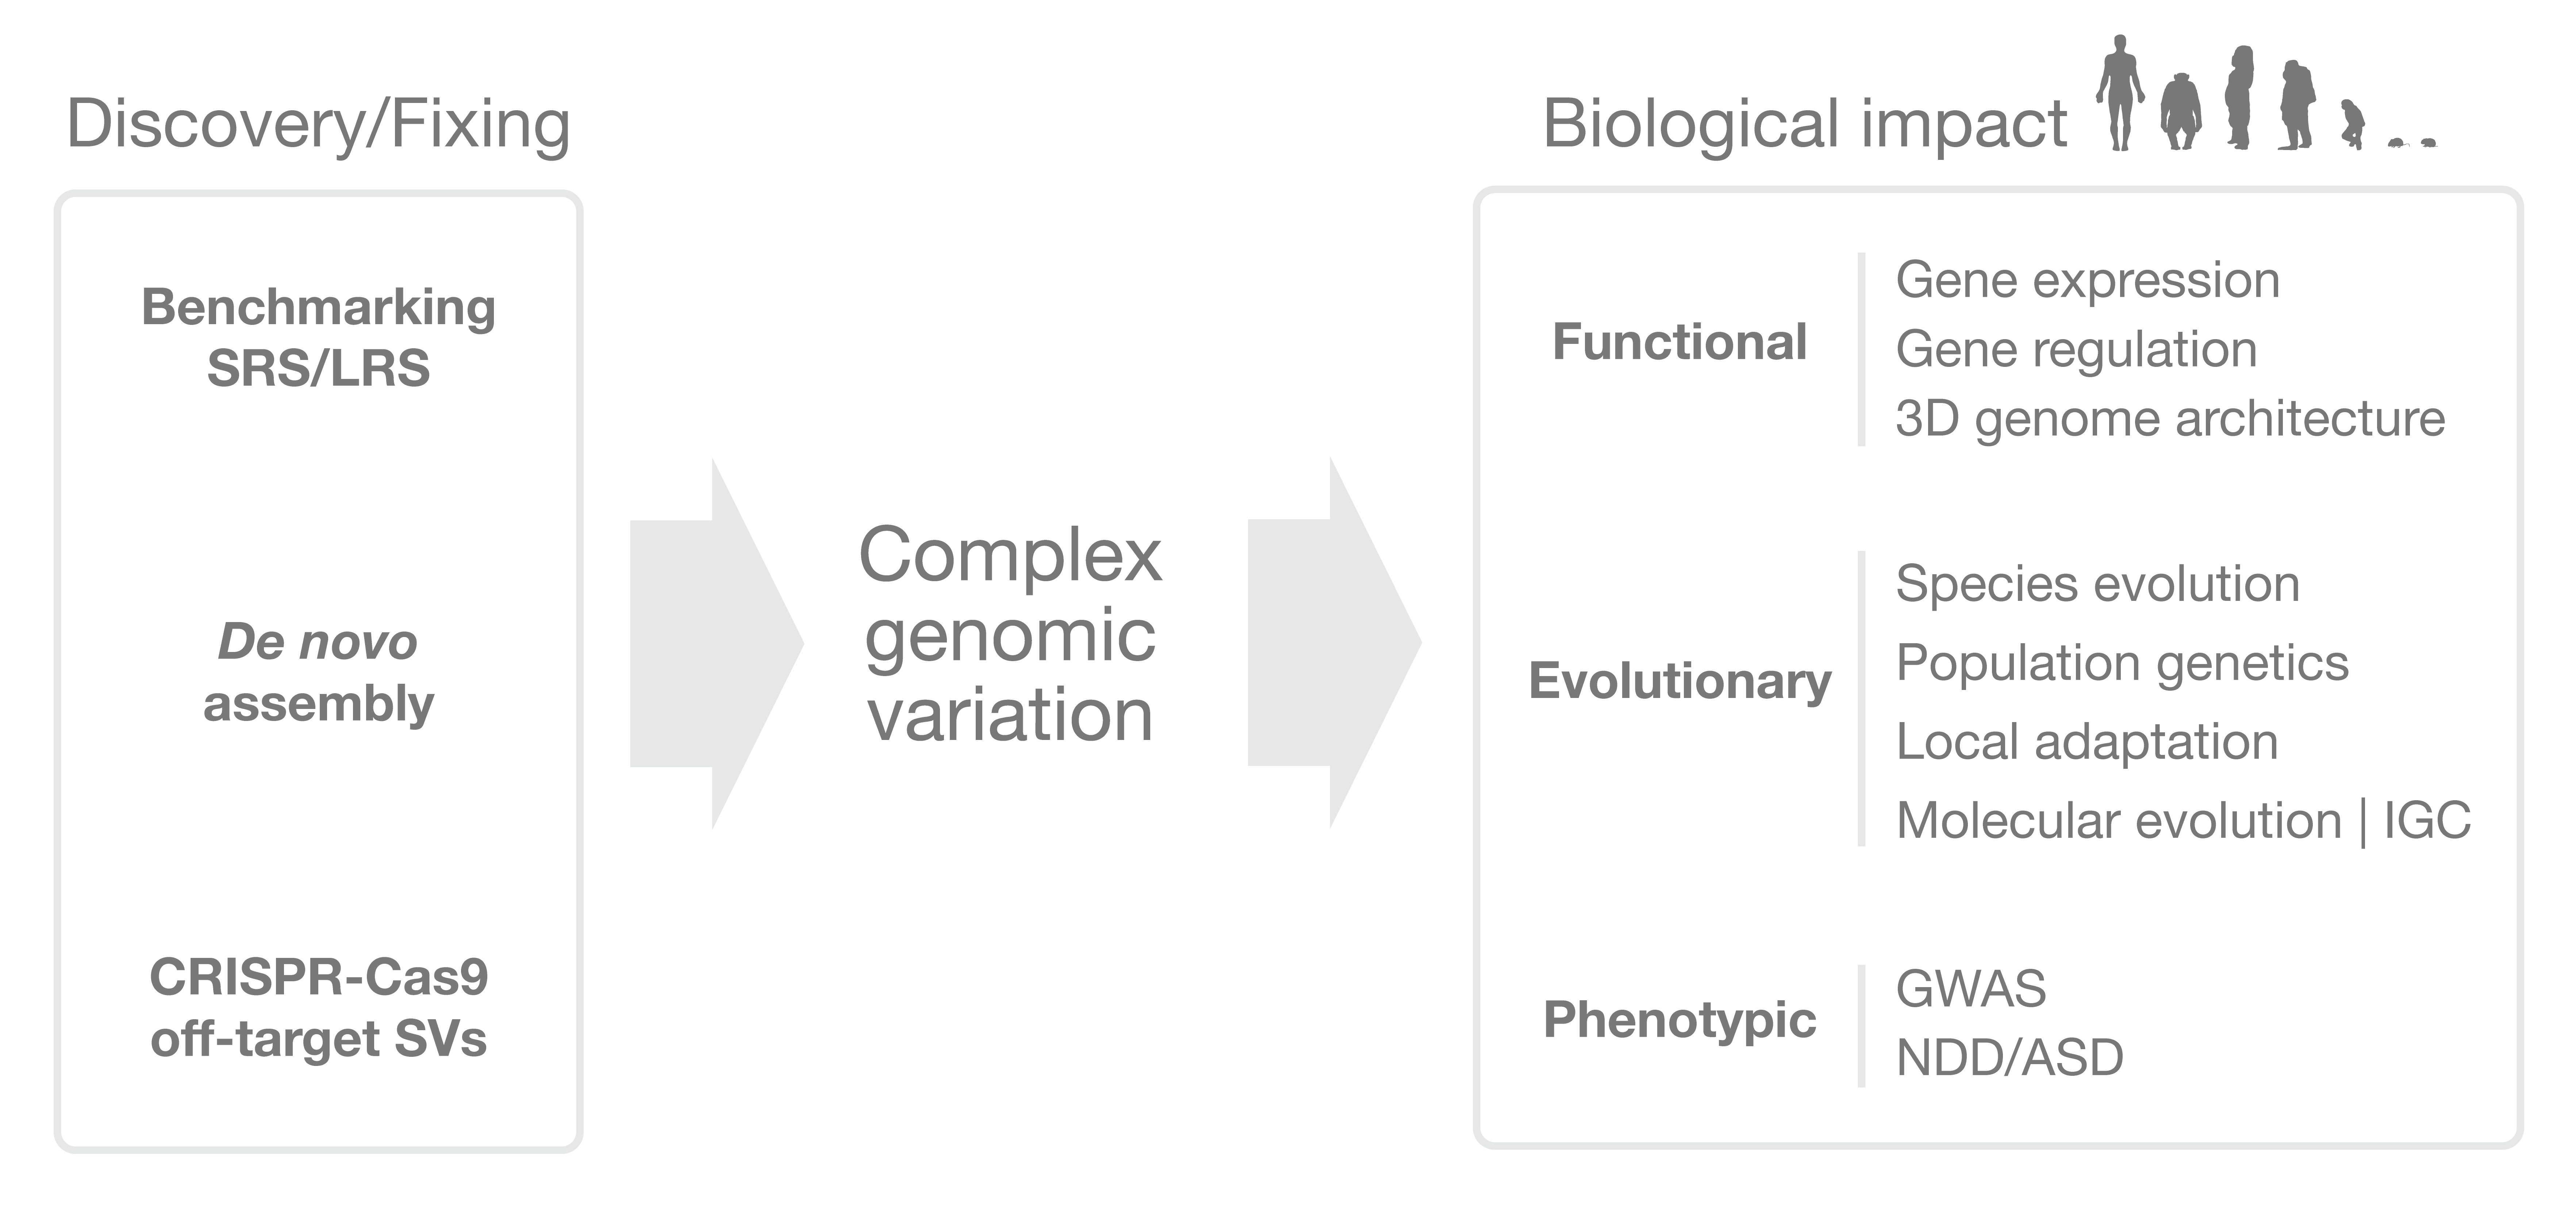 Discovery/Fixing
Benchmarking
SRS/LRS
De novo
assembly
CRISPR-Cas9
off-target SVs
Complex
genomic
variation
Biological impact
Functional
Gene expression
Gene regulation
3D genome architecture
Evolutionary
Species evolution
Population genetics
Local adaptation
Molecular evolution | IGC
Phenotypic
GWAS
NDD/ASD